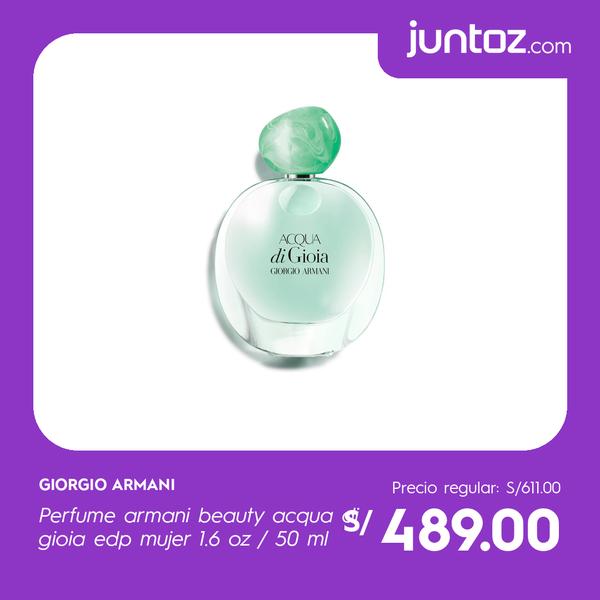 juntoz.com
ACQUA
di Gioia
GIORGIO ARMANI
GIORGIO ARMANI
Perfume armani beauty acqua di
gioia edp mujer 1.6 oz / 50 ml
Precio regular: S/611.00
S/ 489.00